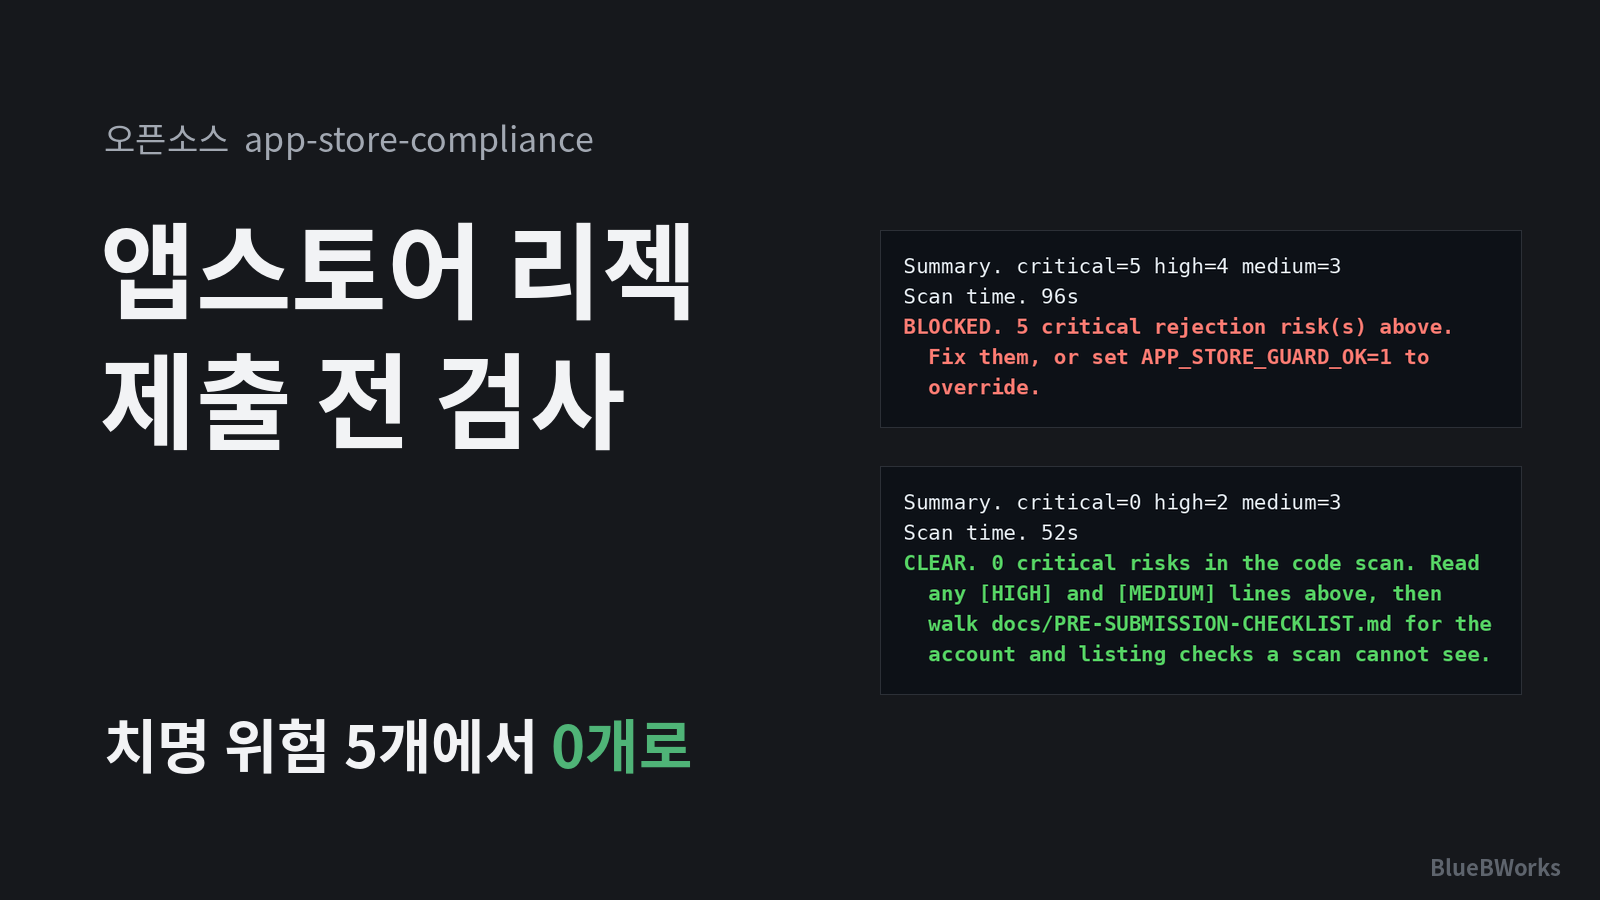 오픈소스 app-store-compliance
앱스토어 리젝
제출 전 검사
치명 위험 5개에서 0개로
Summary. critical=5 high=4 medium=3
Scan time. 96s
BLOCKED. 5 critical rejection risk(s) above.
Fix them, or set APP_STORE_GUARD_OK=1 to
override.
Summary. critical=0 high=2 medium=3
Scan time. 52s
CLEAR. 0 critical risks in the code scan. Read
any [HIGH] and [MEDIUM] lines above, then
walk docs/PRE-SUBMISSION-CHECKLIST.md for the
account and listing checks a scan cannot see.
BlueBWorks